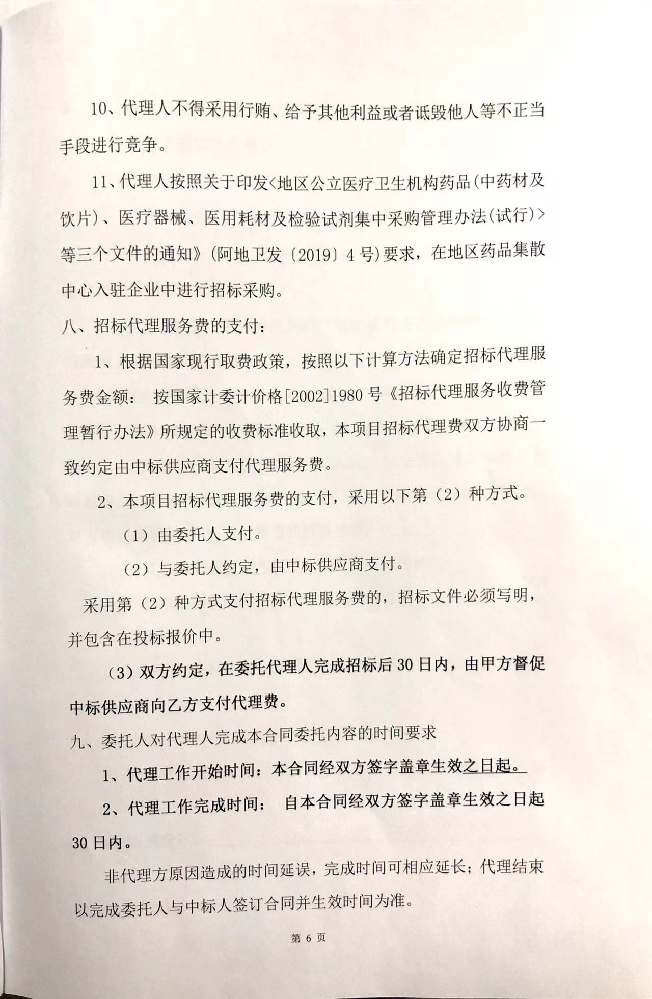 10、代理人不得采用行贿、给予其他利益或者诋毁他人等不正当
手段进行竞争。
11、代理人按照关于印发<地区公立医疗卫生机构药品(中药材及
饮片)、医疗器械、医用耗材及检验试剂集中采购管理办法(试行)>
等三个文件的通知》(阿地卫发〔2019〕4号)要求，在地区药品集散
中心入驻企业中进行招标采购。
八、招标代理服务费的支付：
1、根据国家现行取费政策，按照以下计算方法确定招标代理服
务费金额： 按国家计委计价格[2002]1980号《招标代理服务收费管
理暂行办法》所规定的收费标准收取，本项目招标代理费双方协商一
致约定由中标供应商支付代理服务费。
2、本项目招标代理服务费的支付，采用以下第（2）种方式。
（1）由委托人支付。
（2）与委托人约定，由中标供应商支付。
采用第（2）种方式支付招标代理服务费的，招标文件必须写明，
并包含在投标报价中。
（3）双方约定，在委托代理人完成招标后30日内，由甲方督促
中标供应商向乙方支付代理费。
九、委托人对代理人完成本合同委托内容的时间要求
1、代理工作开始时间：本合同经双方签字盖章生效之日起。
2、代理工作完成时间： 自本合同经双方签字盖章生效之日起
30日内。
非代理方原因造成的时间延误，完成时间可相应延长；代理结束
以完成委托人与中标人签订合同并生效时间为准。
第 6 页